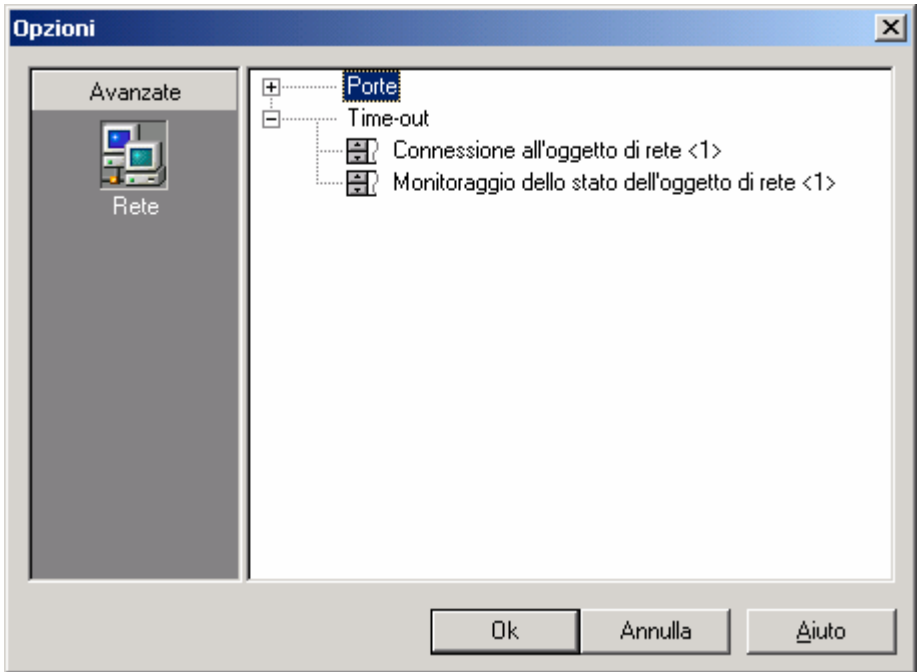 Opzioni
Avanzate
Rete
Porte
Time-out
Connessione all'oggetto di rete <1>
Monitoraggio dello stato dell'oggetto di rete <1>
Ok
Annulla
Aiuto